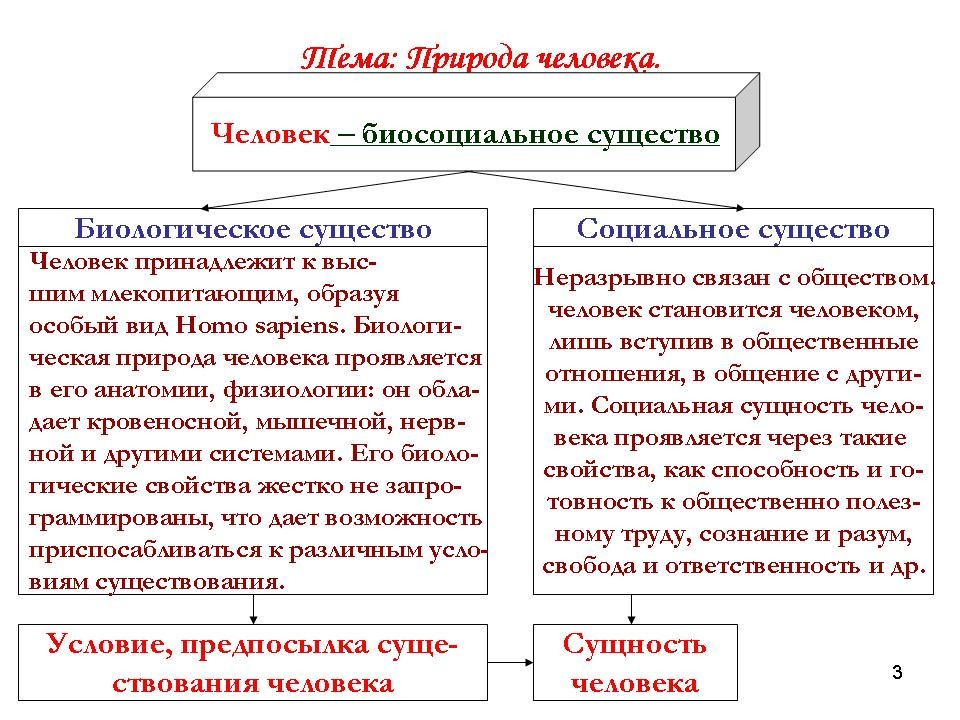 Тема: Природа человека.
Человек – биосоциальное существо
Биологическое существо
Человек принадлежит к выс-
шим млекопитающим, образуя
особый вид Homo sapiens. Биологи-
ческая природа человека проявляется
в его анатомии, физиологии: он обла-
дает кровеносной, мышечной, нерв-
ной и другими системами. Его биоло-
гические свойства жестко не запро-
граммированы, что дает возможность
приспосабливаться к различным усло-
виям существования.
Социальное существо
Неразрывно связан с обществом.
человек становится человеком,
лишь вступив в общественные
отношения, в общение с други-
ми. Социальная сущность чело-
века проявляется через такие
свойства, как способность и го-
товность к общественно полез-
ному труду, сознание и разум,
свобода и ответственность и др.
Условие, предпосылка суще-
ствования человека
Сущность
человека
3